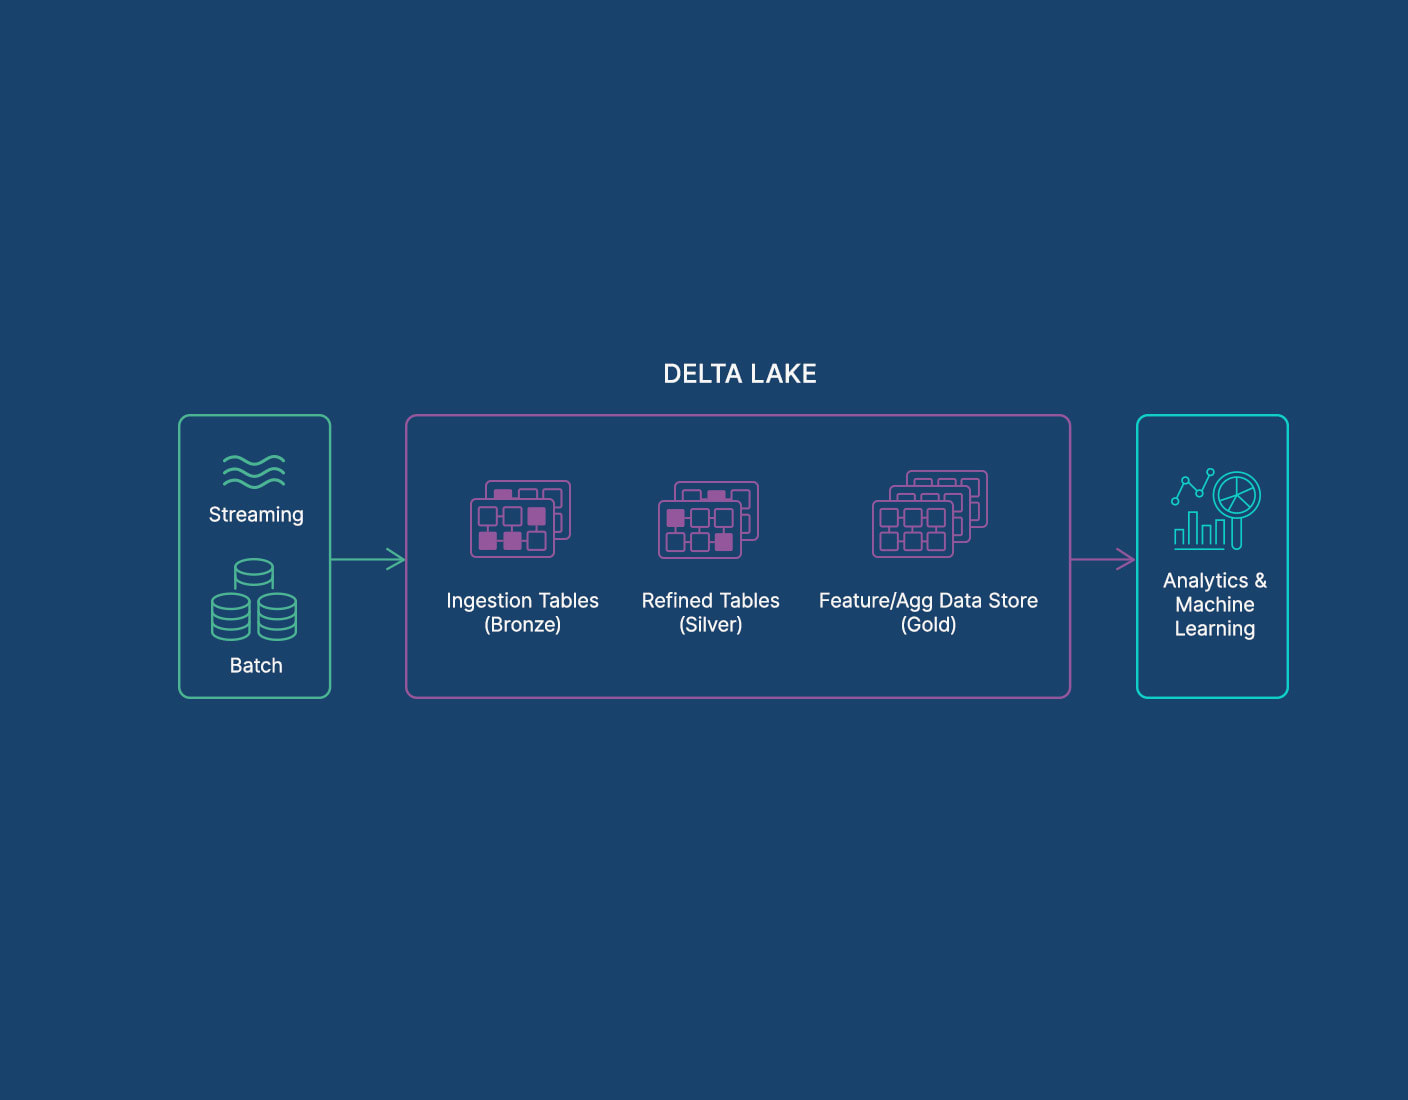 DELTA LAKE
Streaming
Batch
Ingestion Tables
(Bronze)
Refined Tables
(Silver)
Feature/Agg Data Store
(Gold)
Analytics &
Machine
Learning